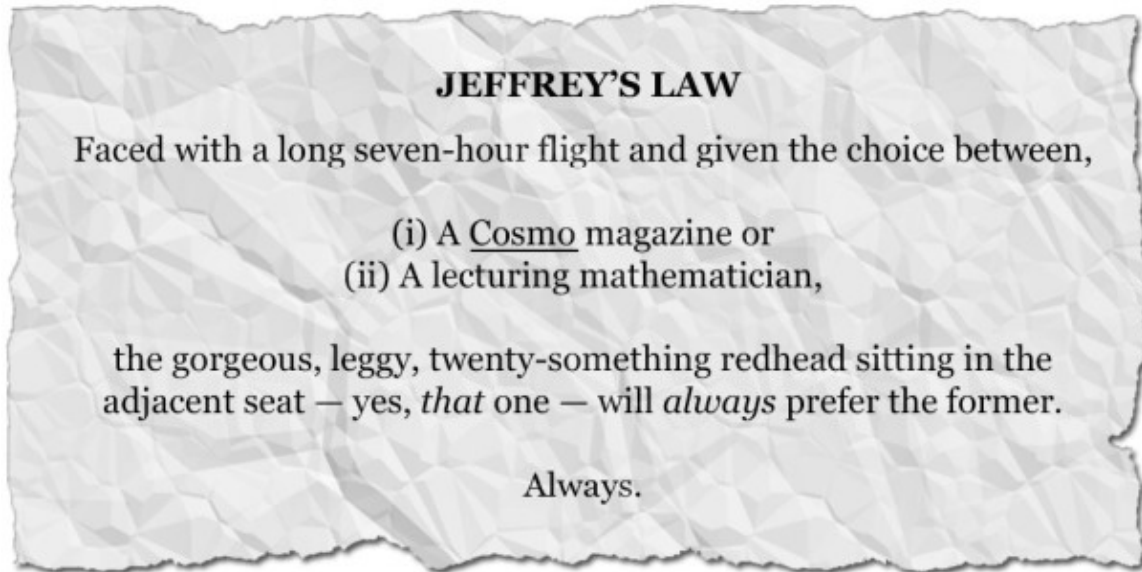 JEFFREY’S LAW
Faced with a long seven-hour flight and given the choice between,
(i) A Cosmo magazine or
(ii) A lecturing mathematician,
the gorgeous, leggy, twenty-something redhead sitting in the
adjacent seat — yes, that one — will always prefer the former.
Always.